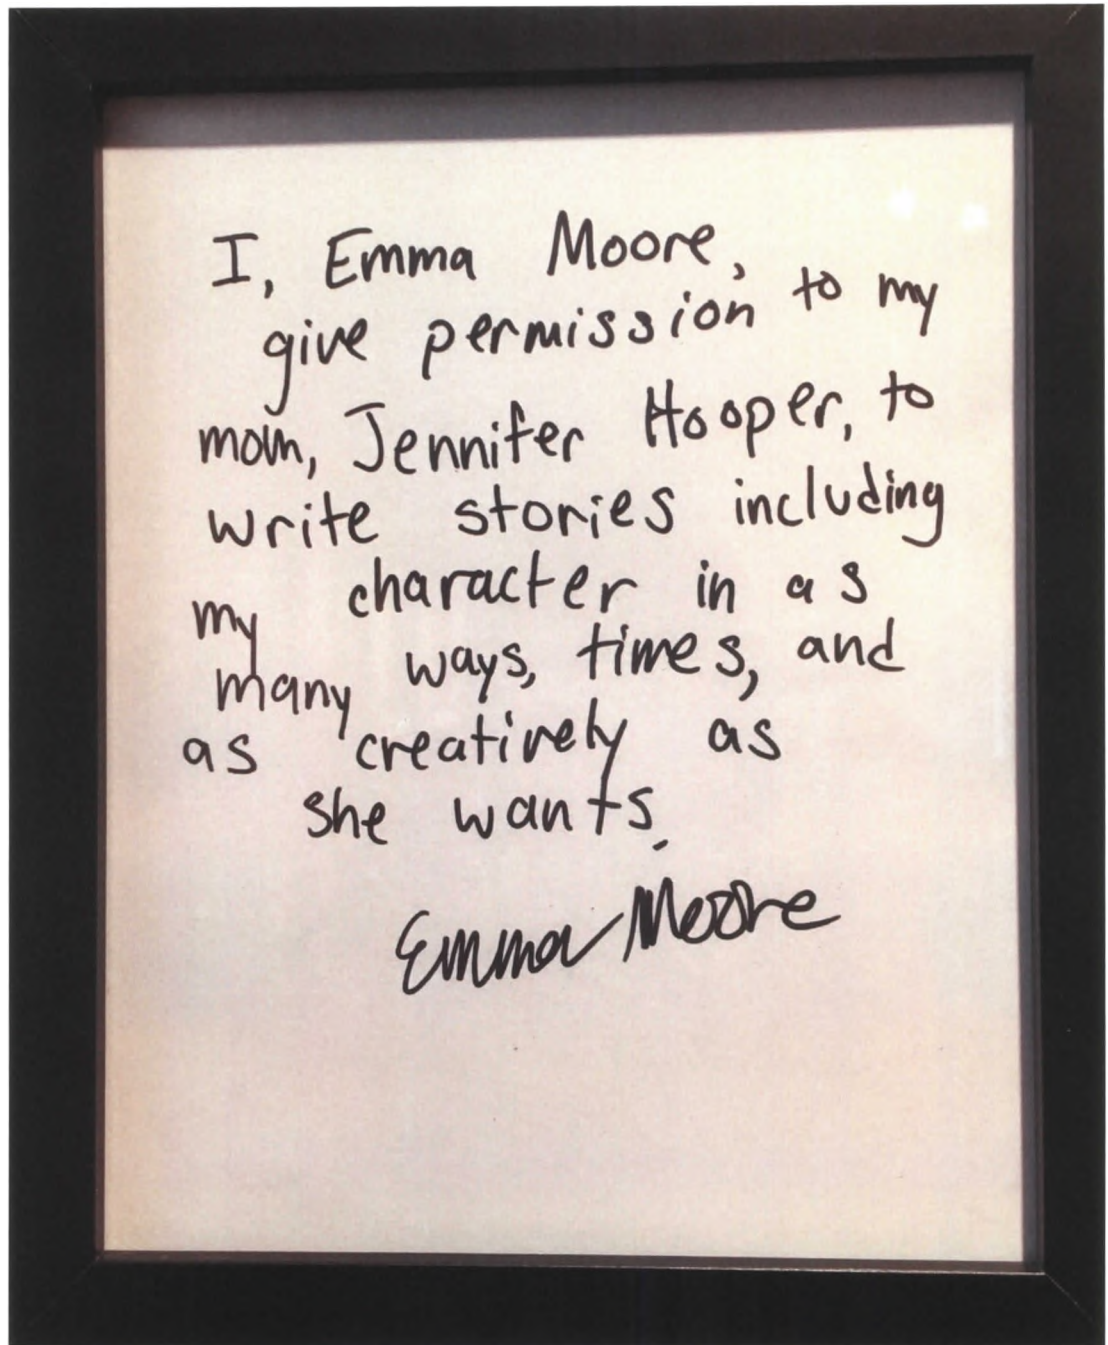 I, Emma Moore,
give permission to my
mom, Jennifer Hooper, to
write stories including
my character in as
many ways, times, and
as creatively as
she wants.
Emma Moore